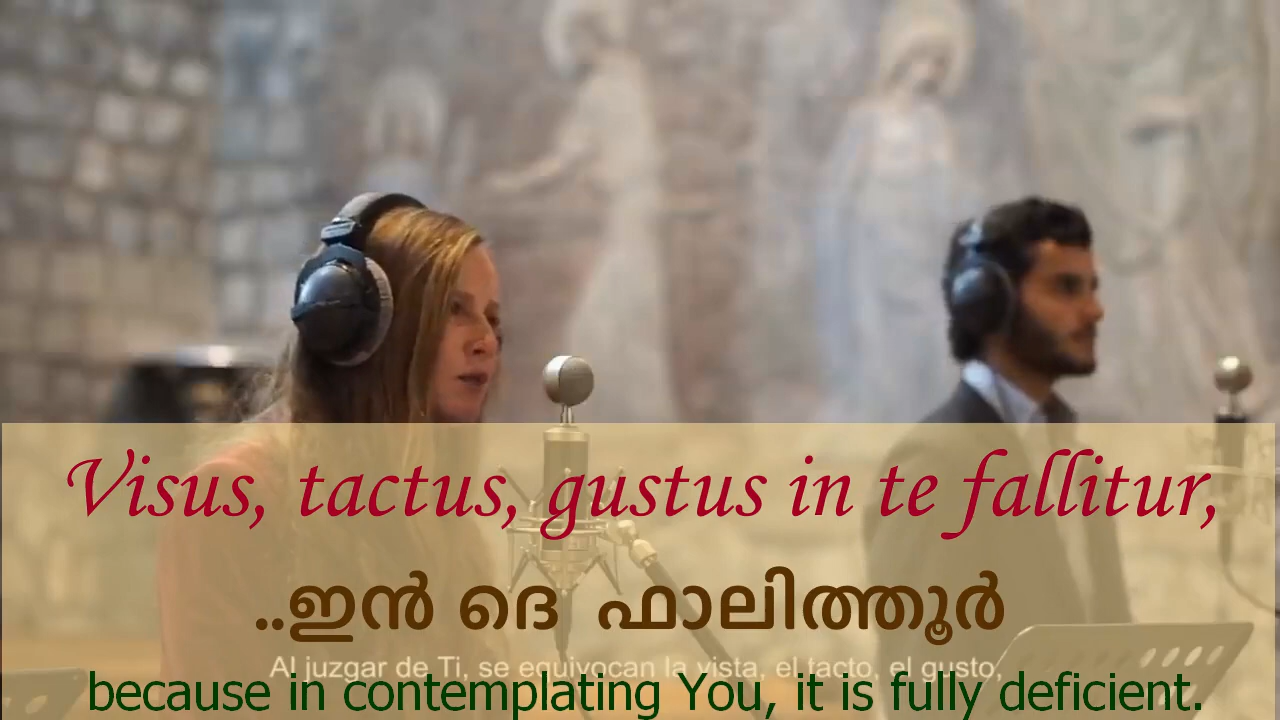 Visus, tactus, gustus in te fallitur,
..ഇൻ ദെ ഫാലിത്തൂർ
Al juzgar de Ti, se equivocan la vista, el tacto, el gusto,
because in contemplating You, it is fully deficient.